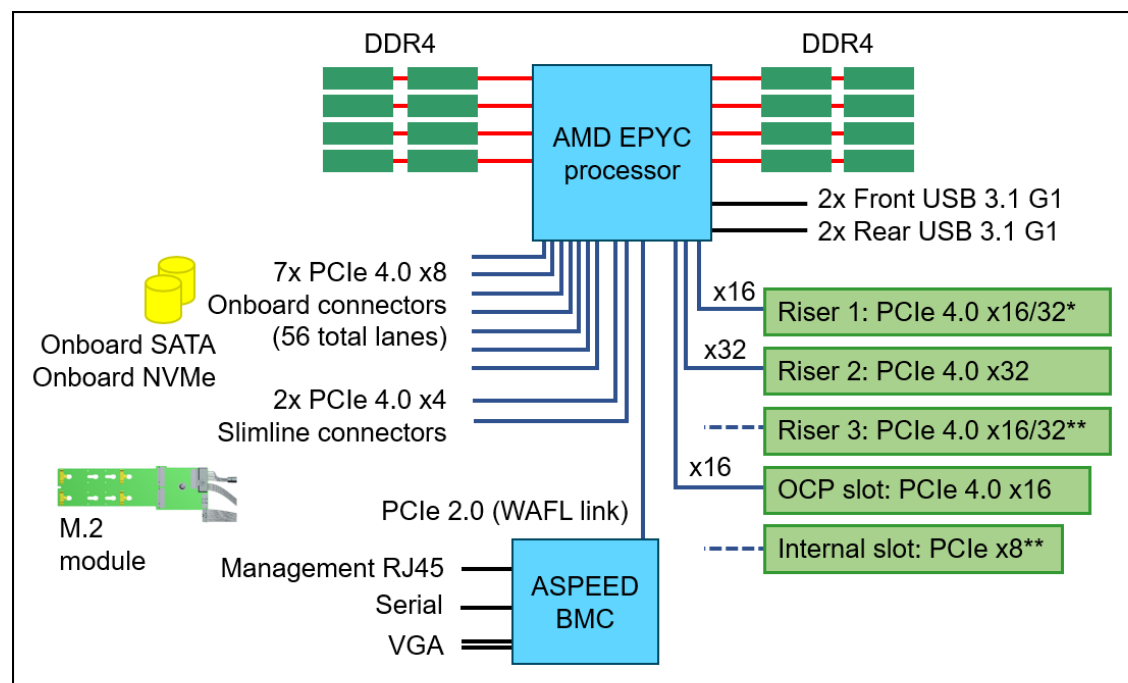 DDR4
DDR4
AMD EPYC
processor
2x Front USB 3.1 G1
2x Rear USB 3.1 G1
7x PCIe 4.0 x8
Onboard connectors
(56 total lanes)
Onboard SATA
Onboard NVMe
2x PCIe 4.0 x4
Slimline connectors
x16
Riser 1: PCIe 4.0 x16/32*
x32
Riser 2: PCIe 4.0 x32
Riser 3: PCIe 4.0 x16/32**
x16
OCP slot: PCIe 4.0 x16
Internal slot: PCIe x8**
M.2
module
PCIe 2.0 (WAFL link)
Management RJ45
Serial
VGA
ASPEED
BMC